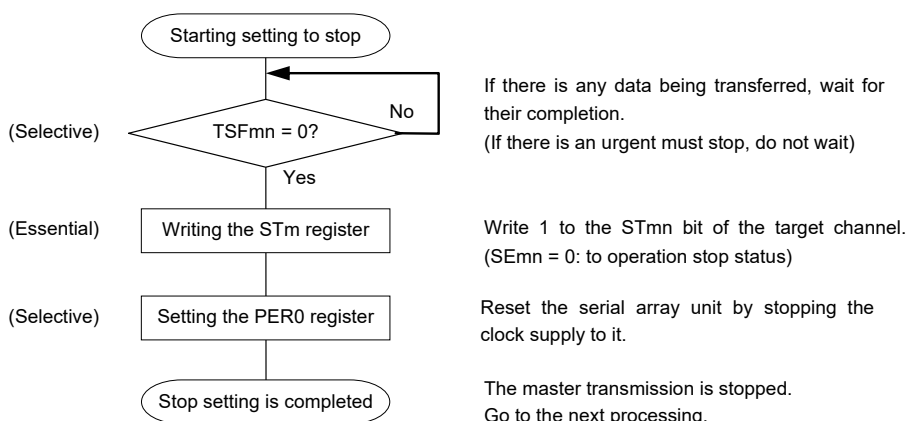 Starting setting to stop
If there is any data being transferred, wait for
their completion.
(If there is an urgent must stop, do not wait)
No
(Selective)
TSFmn = 0?
Yes
(Essential)
Writing the STm register
Write 1 to the STmn bit of the target channel.
(SEmn = 0: to operation stop status)
(Selective)
Setting the PER0 register
Reset the serial array unit by stopping the
clock supply to it.
Stop setting is completed
The master transmission is stopped.
Go to the next processing.